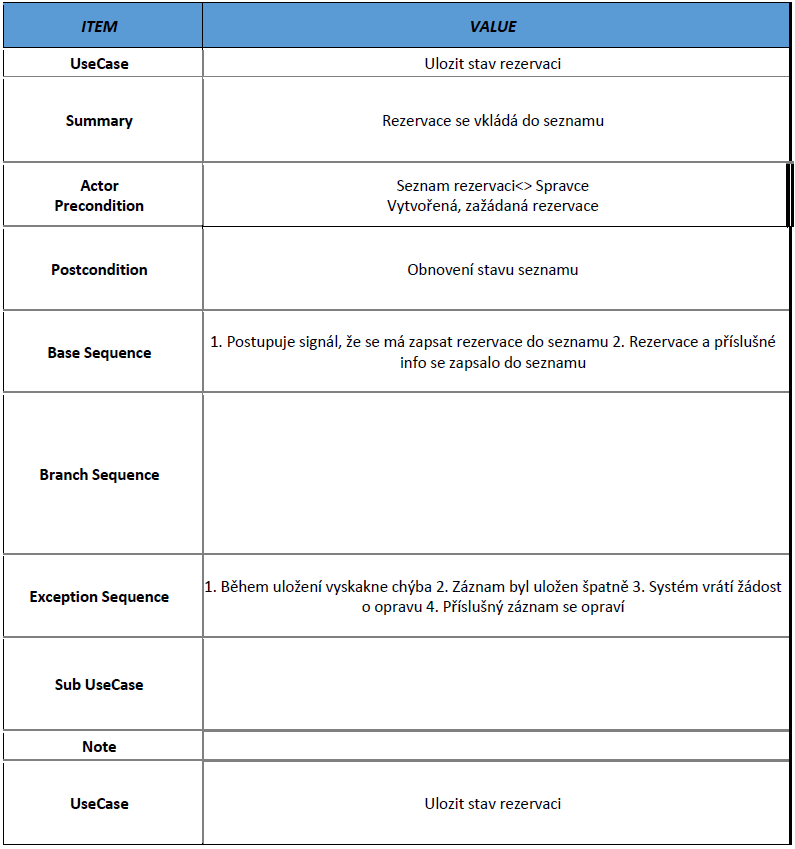 ITEM VALUE
UseCase Ulozit stav rezervaci
Summary Rezervace se vkládá do seznamu
Actor Seznam rezervaci<> Spravce
Precondition Vytvořená, zažádaná rezervace
Postcondition Obnovení stavu seznamu
Base Sequence 1. Postupuje signál, že se má zapsat rezervace do seznamu 2. Rezervace a příslušné
info se zapsalo do seznamu
Branch Sequence
Exception Sequence 1. Během uložení vyskakne chýba 2. Záznam byl uložen špatně 3. Systém vrátí žádost
o opravu 4. Příslušný záznam se opraví
Sub UseCase
Note
UseCase Ulozit stav rezervaci